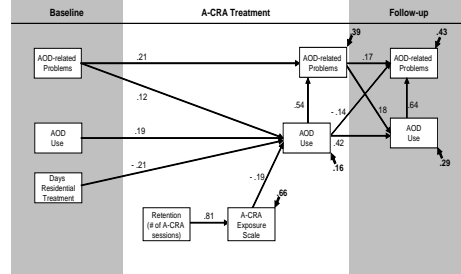 Baseline
A-CRA Treatment
Follow-up
.39
.43
AOD-related
Problems
.21
AOD-related
Problems
.17
AOD-related
Problems
.12
.54
- .14
.18
.64
AOD
Use
.19
AOD
Use
.42
AOD
Use
- .21
.16
.29
Days
Residential
Treatment
- .19
.66
Retention
(# of A-CRA
sessions)
.81
A-CRA
Exposure
Scale